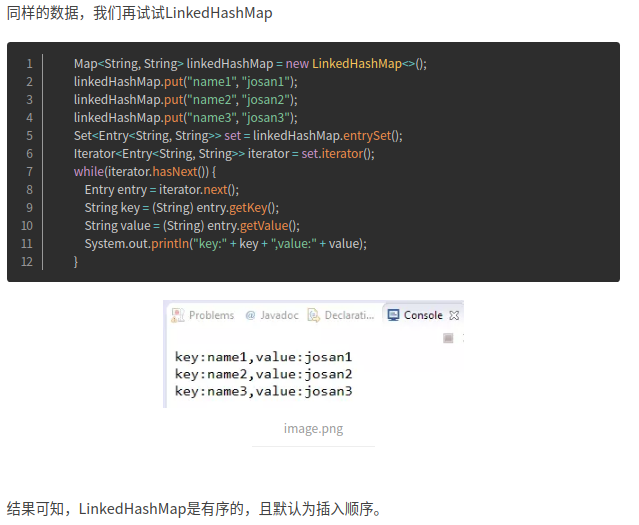 同样的数据，我们再试试LinkedHashMap
1 Map<String, String> linkedHashMap = new LinkedHashMap<>();
2 linkedHashMap.put("name1", "josan1");
3 linkedHashMap.put("name2", "josan2");
4 linkedHashMap.put("name3", "josan3");
5 Set<Entry<String, String>> set = linkedHashMap.entrySet();
6 Iterator<Entry<String, String>> iterator = set.iterator();
7 while(iterator.hasNext()) {
8 Entry entry = iterator.next();
9 String key = (String) entry.getKey();
10 String value = (String) entry.getValue();
11 System.out.println("key:" + key + ",value:" + value);
12 }
Problems @ Javadoc Declarati... Console
key:name1,value:josan1
key:name2,value:josan2
key:name3,value:josan3
image.png
结果可知，LinkedHashMap是有序的，且默认为插入顺序。